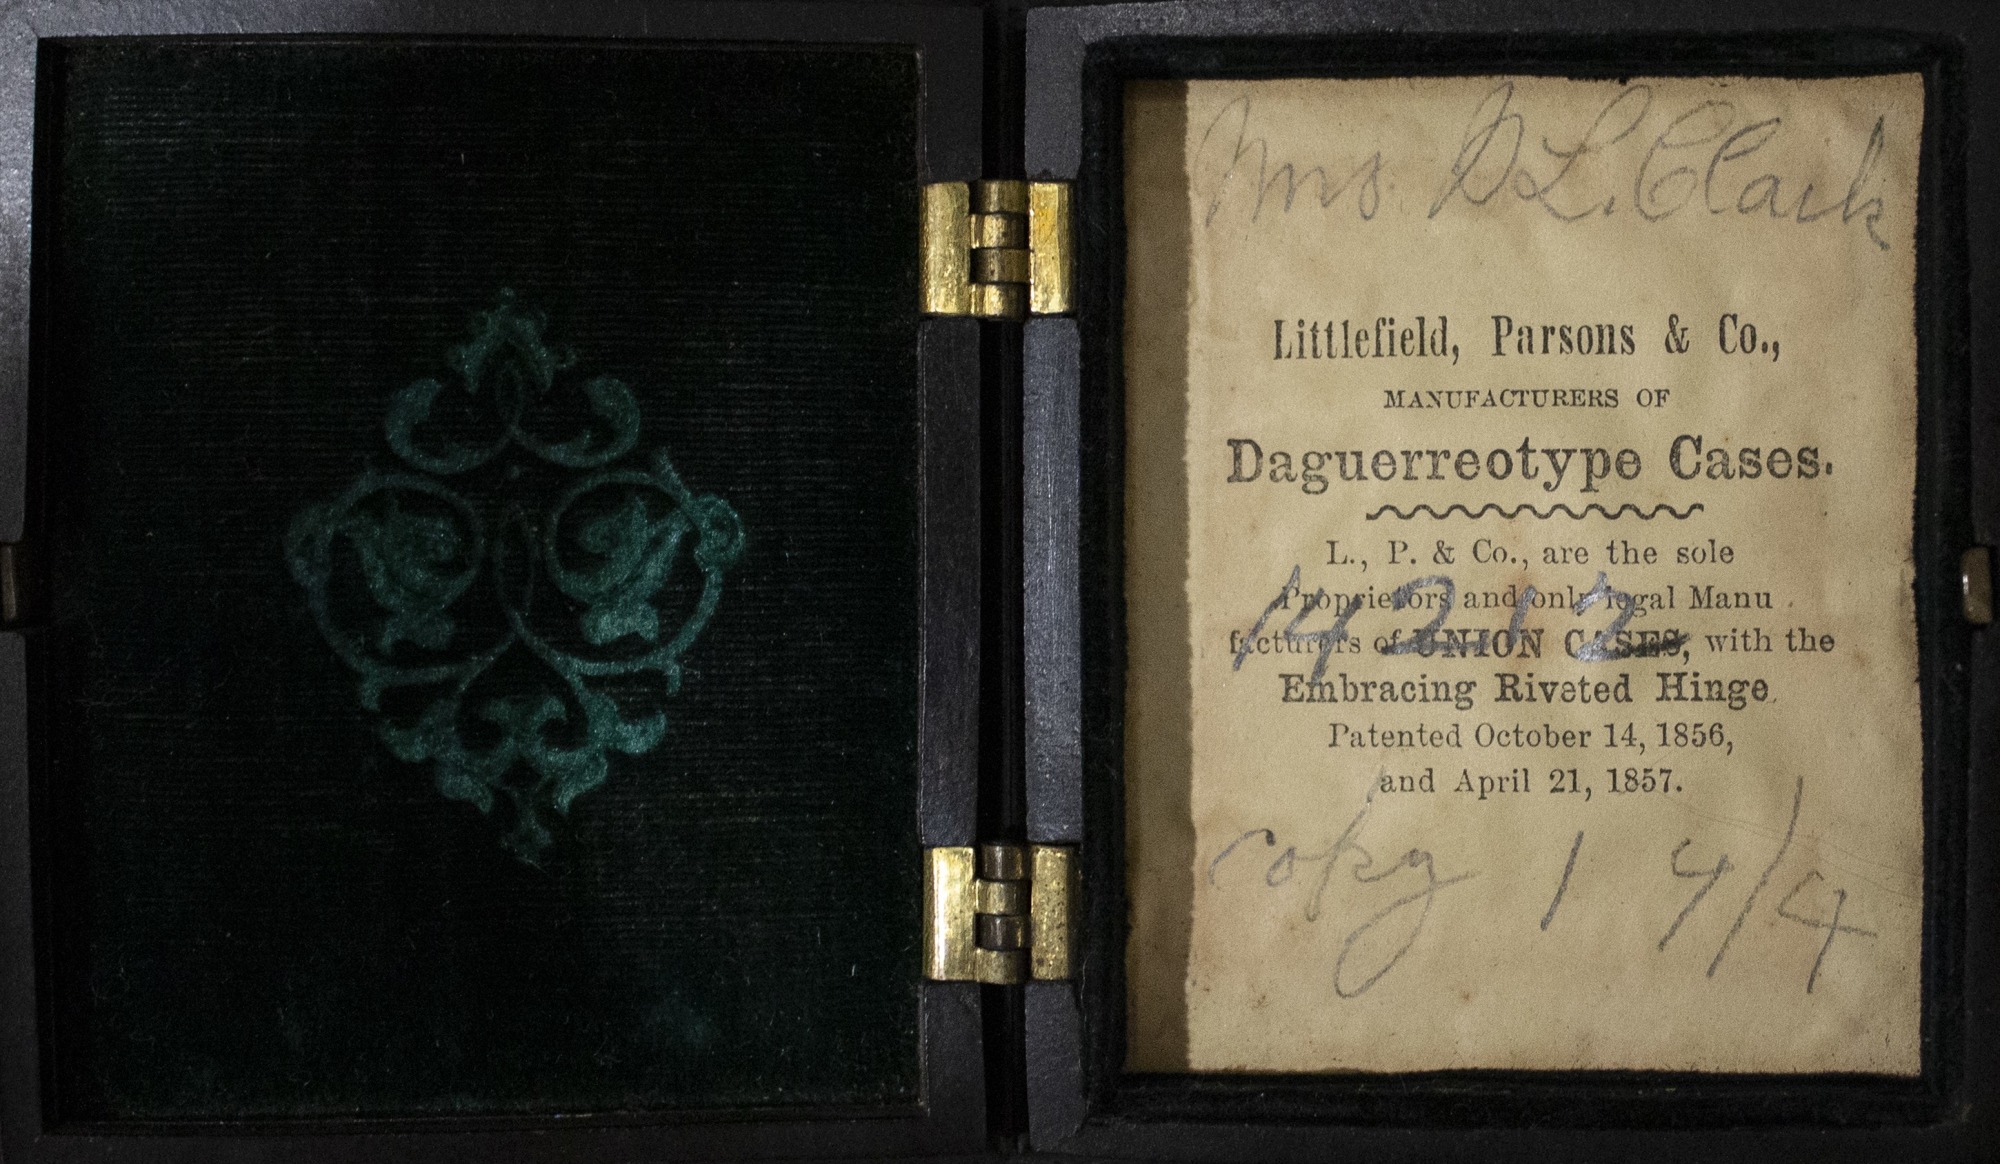 Mrs D L. Clark
Littlefield, Parsons & Co.,
MANUFACTURERS OF
Daguerreotype Cases.
L., P. & Co., are the sole
Proprietors and only legal Manu
facturers of UNION CASES, with the
14212
Embracing Riveted Hinge
Patented October 14, 1856,
and April 21, 1857.
copy 1 4/4